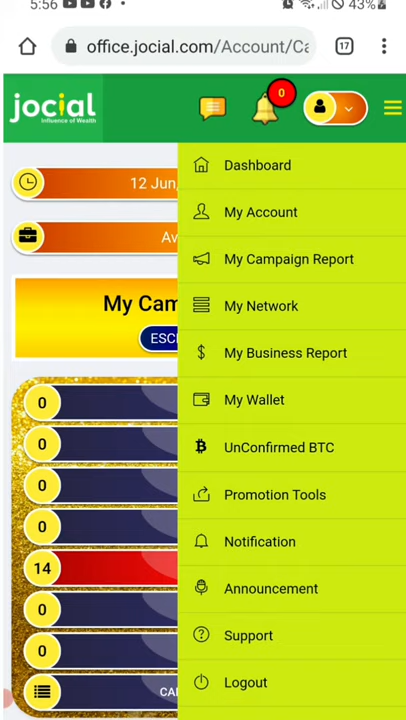 5:56
43%
office.jocial.com/Account/Ca
17
jocial
Influence of Wealth
0
12 Jun,
Av
My Cam
ESC
0
0
0
0
14
0
0
CA
Dashboard
My Account
My Campaign Report
My Network
My Business Report
My Wallet
UnConfirmed BTC
Promotion Tools
Notification
Announcement
Support
Logout